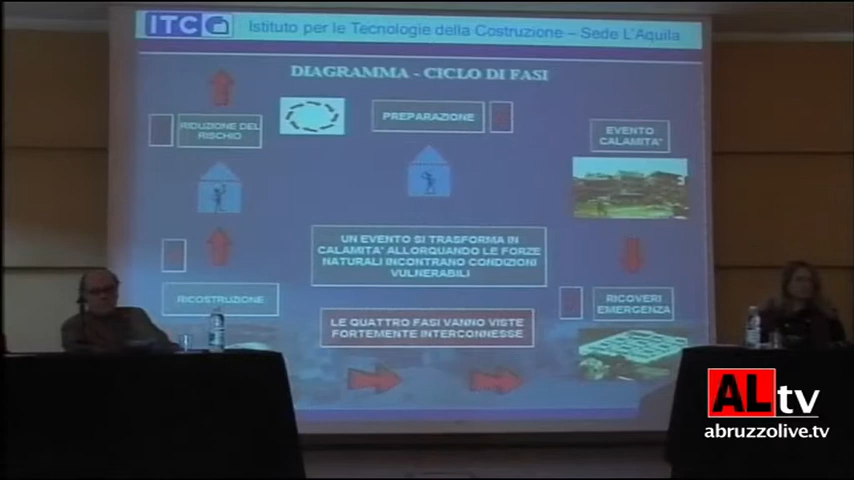 ITC Istituto per le Tecnologie della Costruzione – Sede L'Aquila
DIAGRAMMA - CICLO DI FASI
RIDUZIONE DEL
RISCHIO
PREPARAZIONE
EVENTO
CALAMITA'
UN EVENTO SI TRASFORMA IN
CALAMITA' ALLORQUANDO LE FORZE
NATURALI INCONTRANO CONDIZIONI
VULNERABILI
RICOSTRUZIONE
RICOVERI
EMERGENZA
LE QUATTRO FASI VANNO VISTE
FORTEMENTE INTERCONNESSE
ALtv
abruzzolive.tv